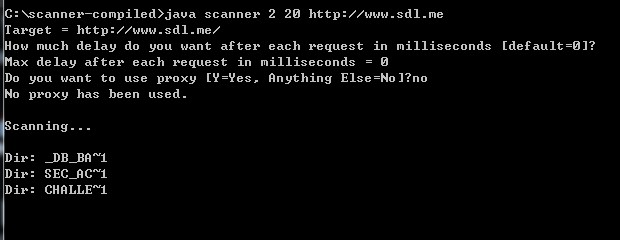 C:\scanner-compiled>java scanner 2 20 http://www.sdl.me
Target = http://www.sdl.me/
How much delay do you want after each request in milliseconds [default=0]?
Max delay after each request in milliseconds = 0
Do you want to use proxy [Y=Yes, Anything Else=No]?no
No proxy has been used.
Scanning...
Dir: _DB_BA~1
Dir: SEC_AC~1
Dir: CHALLE~1